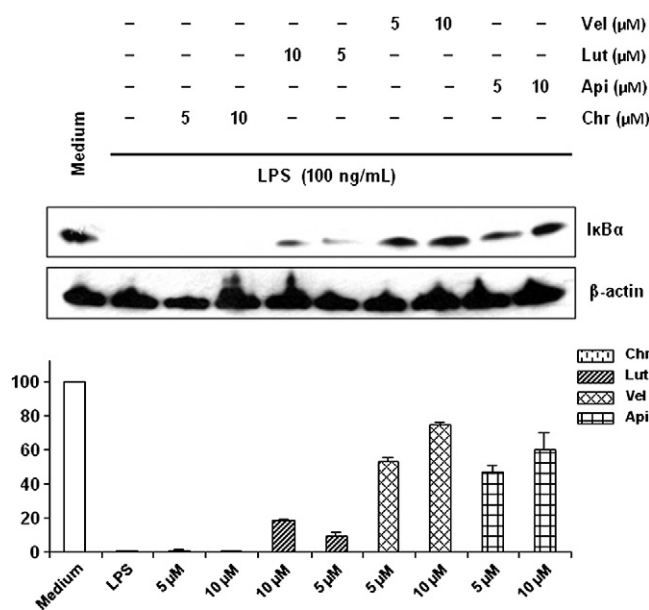 – – – – – 5 10 – – Vel (µM)
– – – 10 5 – – – – Lut (µM)
– – – – – – – 5 10 Api (µM)
– 5 10 – – – – – – Chr (µM)
Medium
LPS (100 ng/mL)
IκBα
β-actin
Chr
Lut
Vel
Api
100
80
60
40
20
0
Medium LPS 5 µM 10 µM 10 µM 5 µM 5 µM 10 µM 5 µM 10 µM